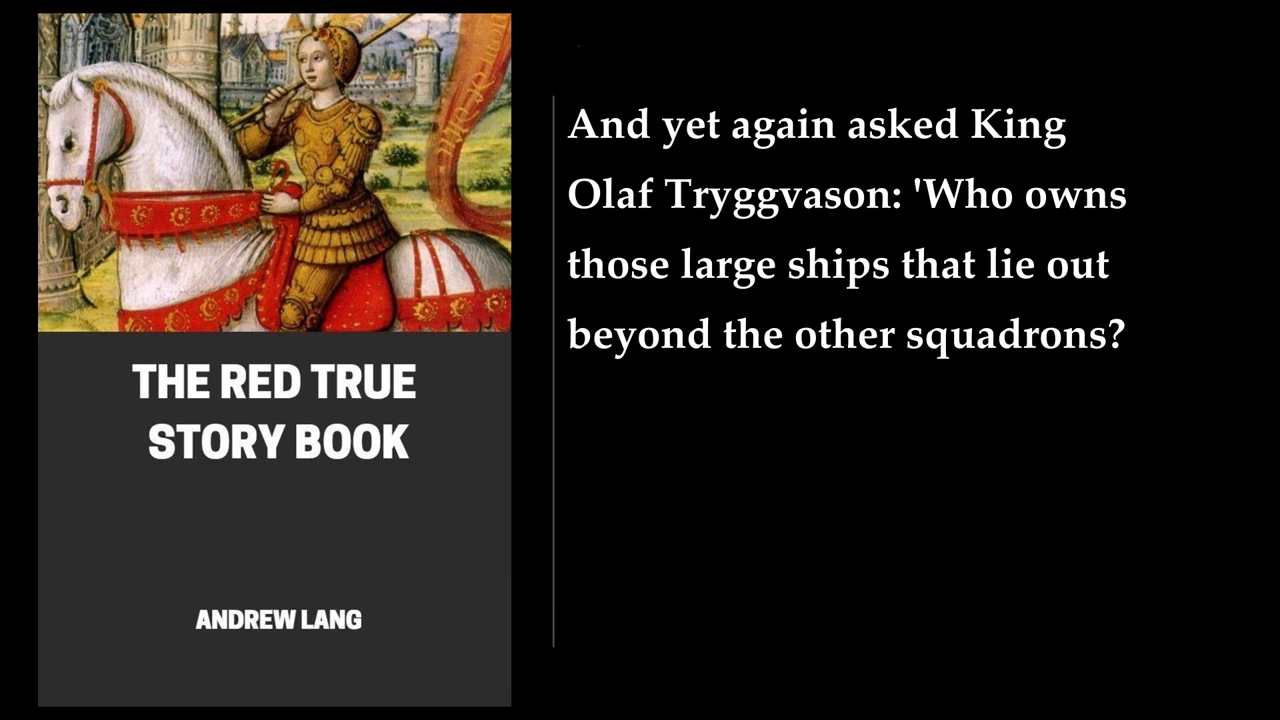 THE RED TRUE
STORY BOOK
ANDREW LANG
And yet again asked King
Olaf Tryggvason: 'Who owns
those large ships that lie out
beyond the other squadrons?